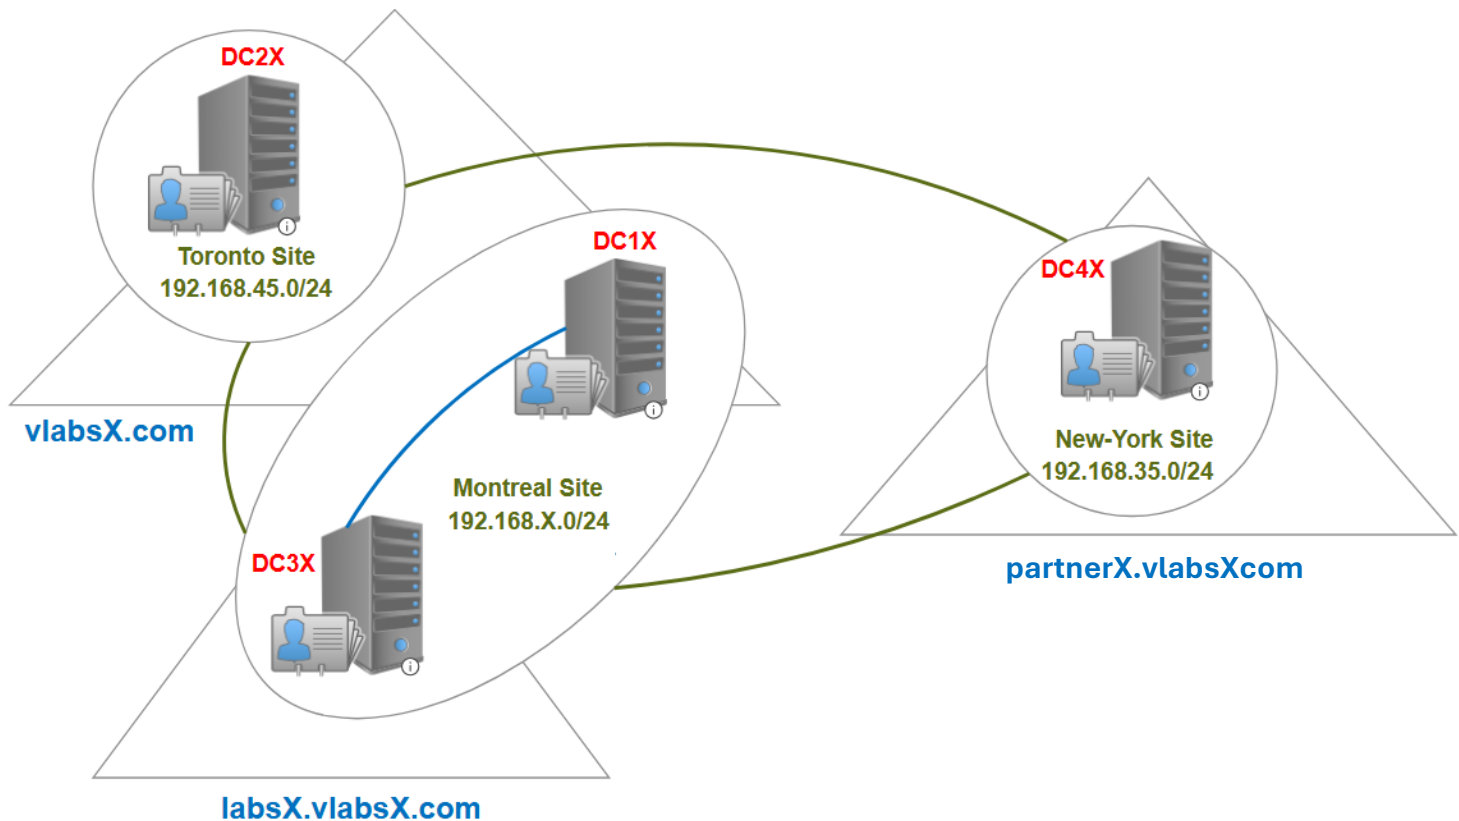 DC2X
Toronto Site
192.168.45.0/24
vlabsX.com
DC1X
Montreal Site
192.168.X.0/24
DC3X
labsX.vlabsX.com
DC4X
New-York Site
192.168.35.0/24
partnerX.vlabsXcom